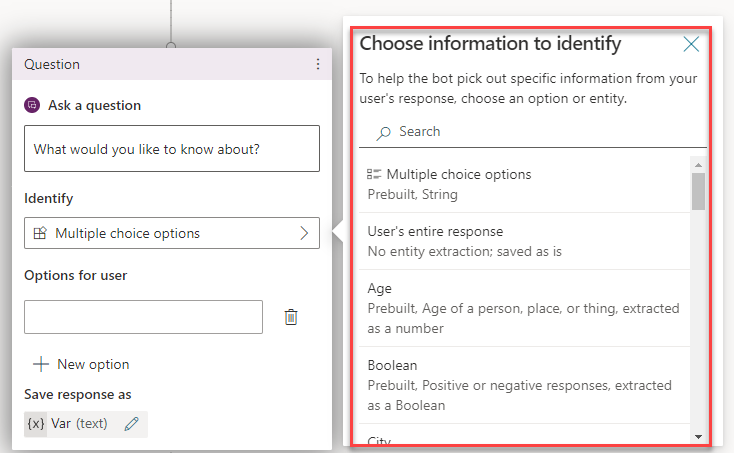 Question
Ask a question
What would you like to know about?
Identify
Multiple choice options
Options for user
New option
Save response as
{x} Var (text)
Choose information to identify
To help the bot pick out specific information from your
user's response, choose an option or entity.
Search
Multiple choice options
Prebuilt, String
User's entire response
No entity extraction; saved as is
Age
Prebuilt, Age of a person, place, or thing, extracted
as a number
Boolean
Prebuilt, Positive or negative responses, extracted
as a Boolean
City